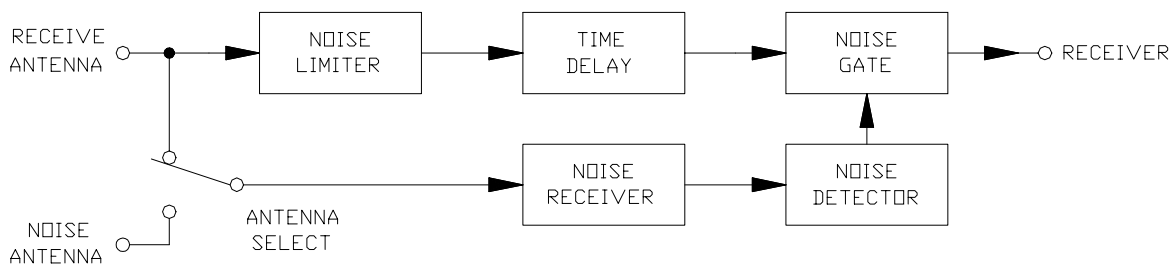 RECEIVE
ANTENNA
NOISE
LIMITER
TIME
DELAY
NOISE
GATE
RECEIVER
NOISE
RECEIVER
NOISE
DETECTOR
ANTENNA
SELECT
NOISE
ANTENNA